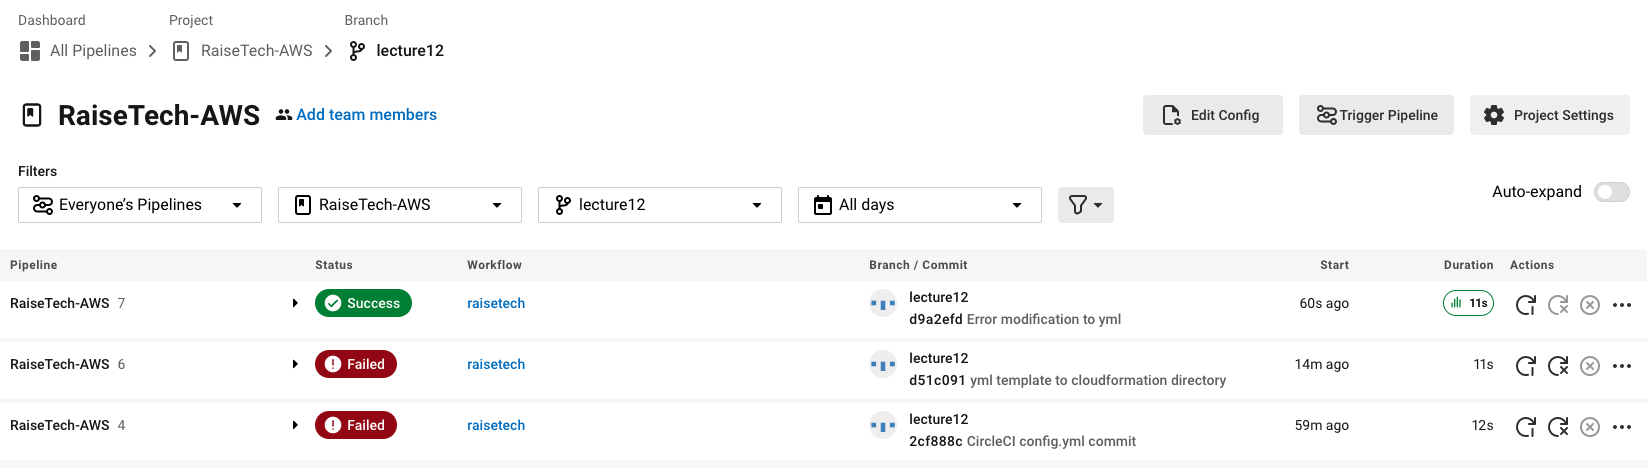 Dashboard Project Branch
All Pipelines RaiseTech-AWS lecture12
RaiseTech-AWS Add team members Edit Config Trigger Pipeline Project Settings
Filters
Everyone's Pipelines RaiseTech-AWS lecture12 All days Auto-expand
Pipeline Status Workflow Branch / Commit Start Duration Actions
RaiseTech-AWS 7 Success raisetech lecture12 60s ago 11s
d9a2efd Error modification to yml
RaiseTech-AWS 6 Failed raisetech lecture12 14m ago 11s
d51c091 yml template to cloudformation directory
RaiseTech-AWS 4 Failed raisetech lecture12 59m ago 12s
2cf888c CircleCI config.yml commit